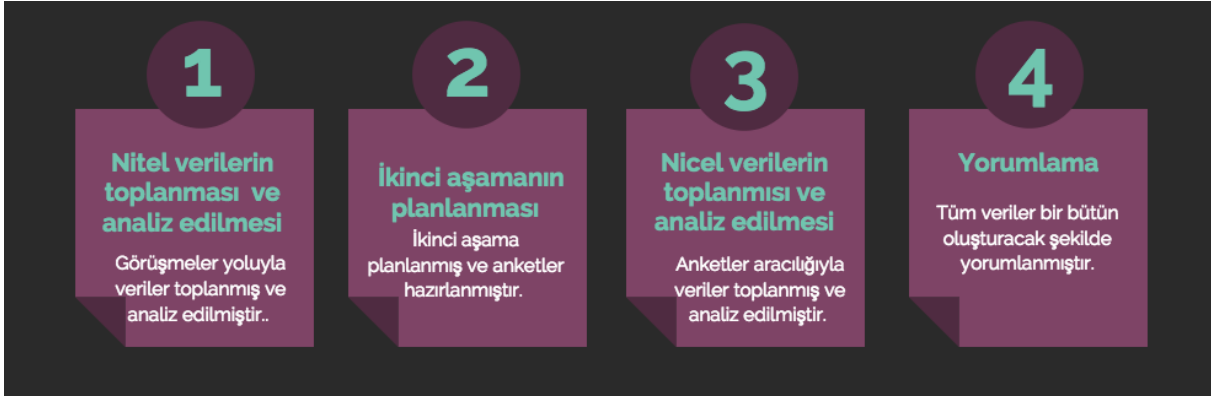 1
Nitel verilerin
toplanması ve
analiz edilmesi
Görüşmeler yoluyla
veriler toplanmış ve
analiz edilmiştir..
2
İkinci aşamanın
planlanması
İkinci aşama
planlanmış ve anketler
hazırlanmıştır.
3
Nicel verilerin
toplanmısı ve
analiz edilmesi
Anketler aracılığıyla
veriler toplanmış ve
analiz edilmiştir.
4
Yorumlama
Tüm veriler bir bütün
oluşturacak şekilde
yorumlanmıştır.